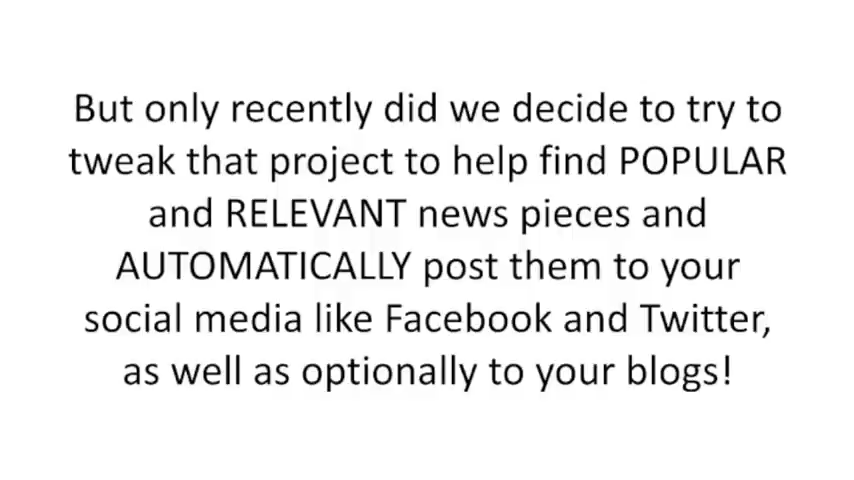 But only recently did we decide to try to
tweak that project to help find POPULAR
and RELEVANT news pieces and
AUTOMATICALLY post them to your
social media like Facebook and Twitter,
as well as optionally to your blogs!